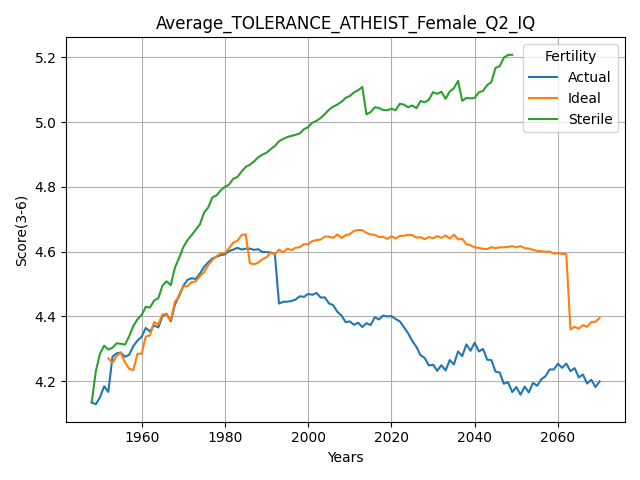 Average_TOLERANCE_ATHEIST_Female_Q2_IQ
Score(3-6)
5.2
5.0
4.8
4.6
4.4
4.2
Fertility
Actual
Ideal
Sterile
1960
1980
2000
2020
2040
2060
Years